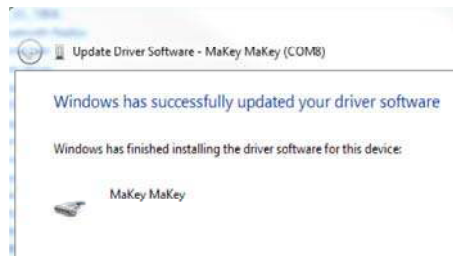 Update Driver Software - MaKey MaKey (COM8)
Windows has successfully updated your driver software
Windows has finished installing the driver software for this device:
MaKey MaKey